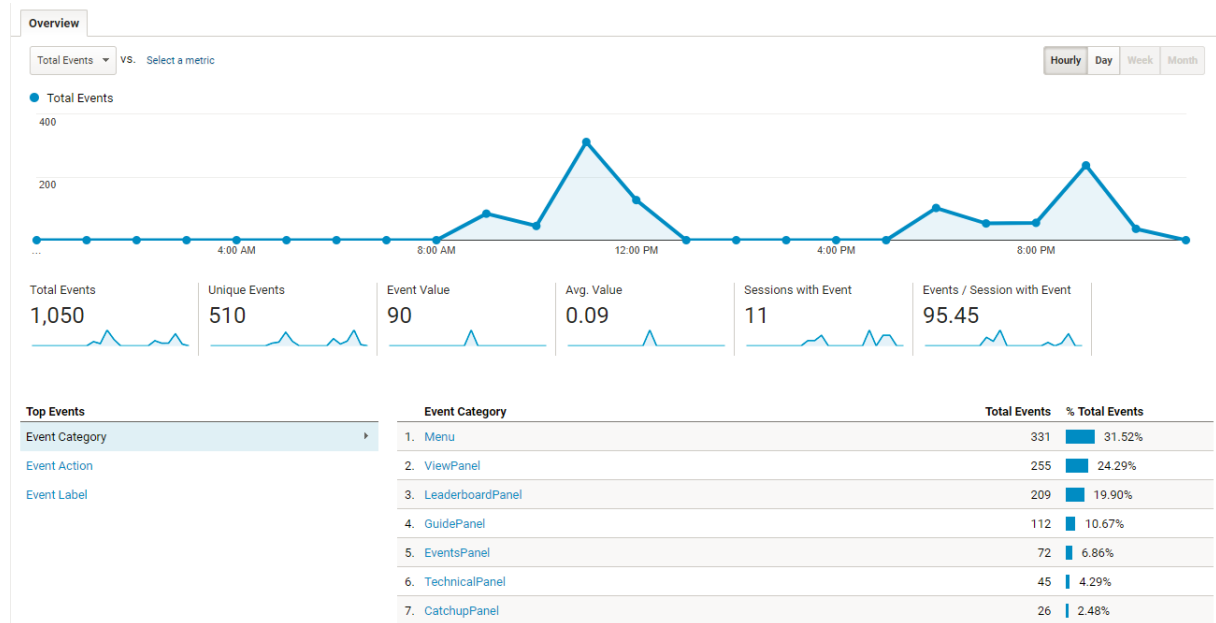 Overview
Total Events VS. Select a metric
Hourly Day Week Month
Total Events
400
200
... 4:00 AM 8:00 AM 12:00 PM 4:00 PM 8:00 PM
Total Events Unique Events Event Value Avg. Value Sessions with Event Events / Session with Event
1,050 510 90 0.09 11 95.45
Top Events Event Category Total Events % Total Events
Event Category 1. Menu 331 31.52%
Event Action 2. ViewPanel 255 24.29%
Event Label 3. LeaderboardPanel 209 19.90%
4. GuidePanel 112 10.67%
5. EventsPanel 72 6.86%
6. TechnicalPanel 45 4.29%
7. CatchupPanel 26 2.48%